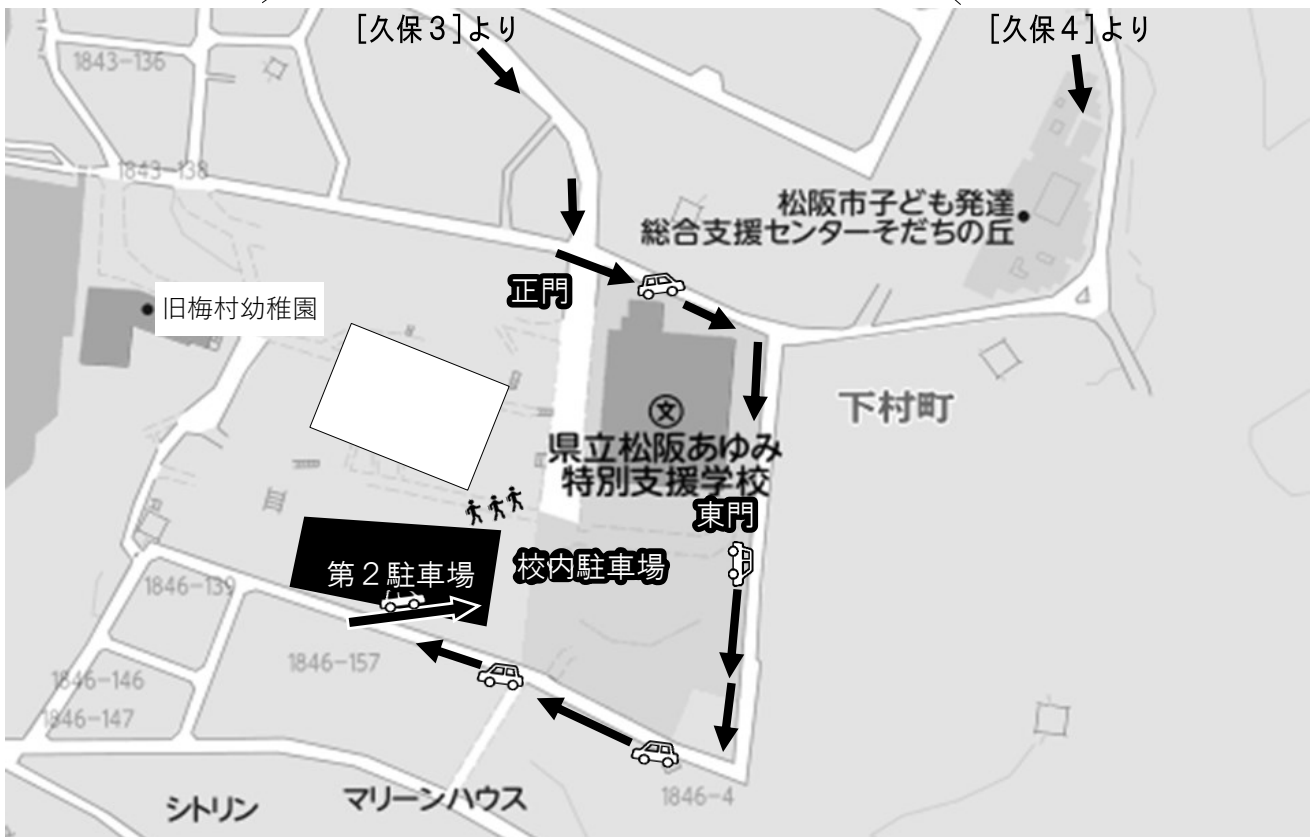 [久保３]より
[久保４]より
1843-136
1843-138
松阪市子ども発達
総合支援センターそだちの丘
正門
旧梅村幼稚園
下村町
文
県立松阪あゆみ
特別支援学校
東門
第２駐車場
校内駐車場
1846-139
1846-157
1846-146
1846-147
1846-4
シトリン
マリーンハウス